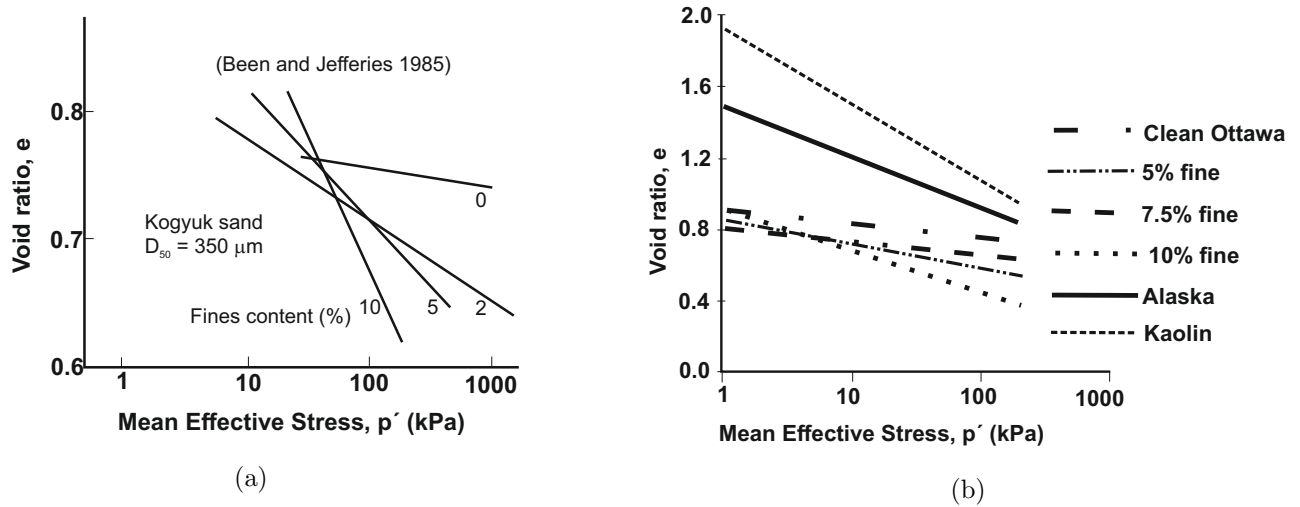 (Been and Jefferies 1985)
Void ratio, e
0.8
0.7
0.6
Kogyuk sand
D₅₀ = 350 μm
Fines content (%)
10
5
2
0
1
10
100
1000
Mean Effective Stress, p´ (kPa)
(a)
Void ratio, e
2.0
1.6
1.2
0.8
0.4
0.0
1
10
100
1000
Mean Effective Stress, p´ (kPa)
Clean Ottawa
5% fine
7.5% fine
10% fine
Alaska
Kaolin
(b)